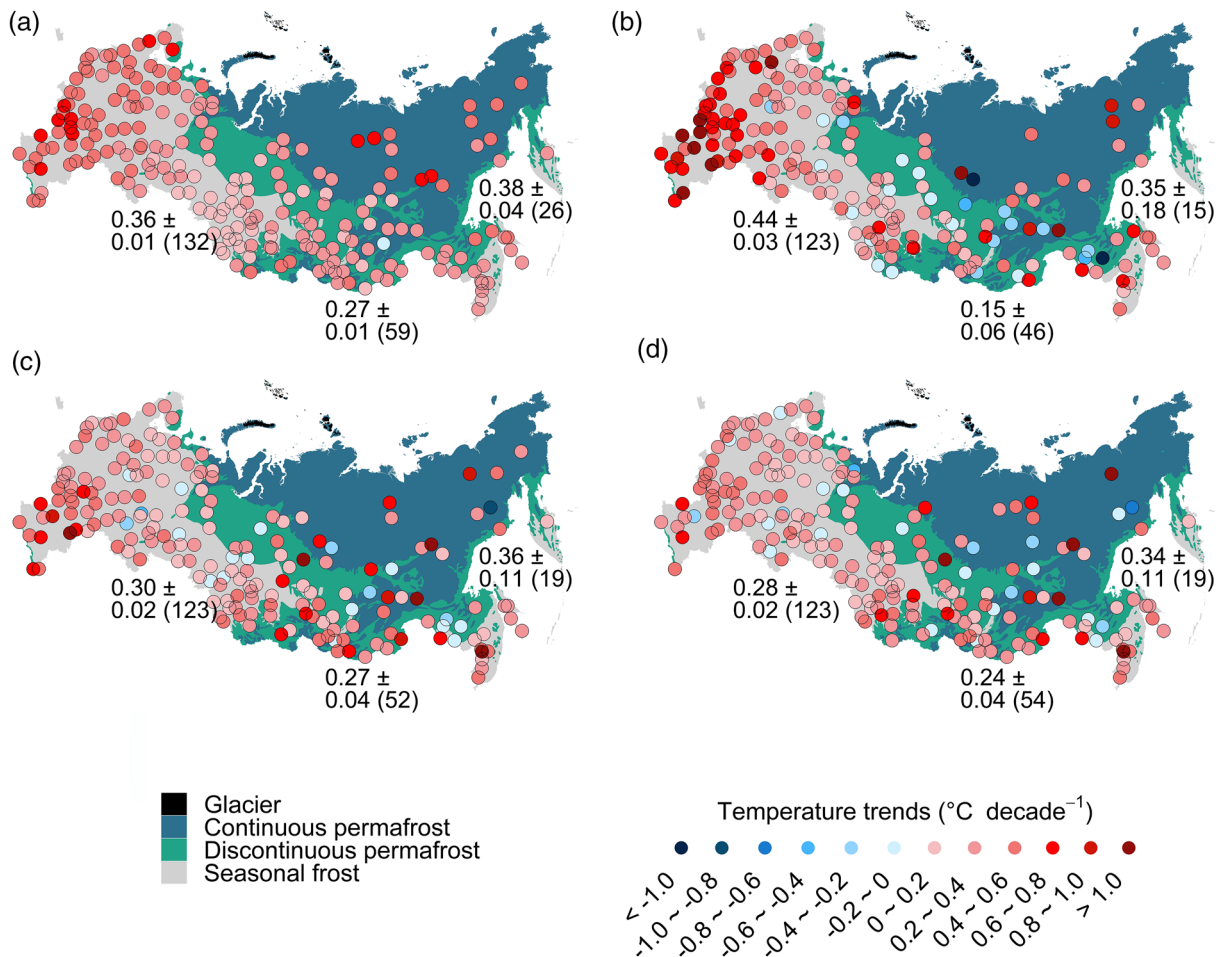 (a)
(b)
0.38 ±
0.04 (26)
0.36 ±
0.01 (132)
0.27 ±
0.01 (59)
0.35 ±
0.18 (15)
0.44 ±
0.03 (123)
0.15 ±
0.06 (46)
(c)
(d)
0.36 ±
0.11 (19)
0.30 ±
0.02 (123)
0.27 ±
0.04 (52)
0.34 ±
0.11 (19)
0.28 ±
0.02 (123)
0.24 ±
0.04 (54)
Glacier
Continuous permafrost
Discontinuous permafrost
Seasonal frost
Temperature trends (°C decade⁻¹)
< -1.0
-1.0 ~ -0.8
-0.8 ~ -0.6
-0.6 ~ -0.4
-0.4 ~ -0.2
-0.2 ~ 0
0 ~ 0.2
0.2 ~ 0.4
0.4 ~ 0.6
0.6 ~ 0.8
0.8 ~ 1.0
> 1.0